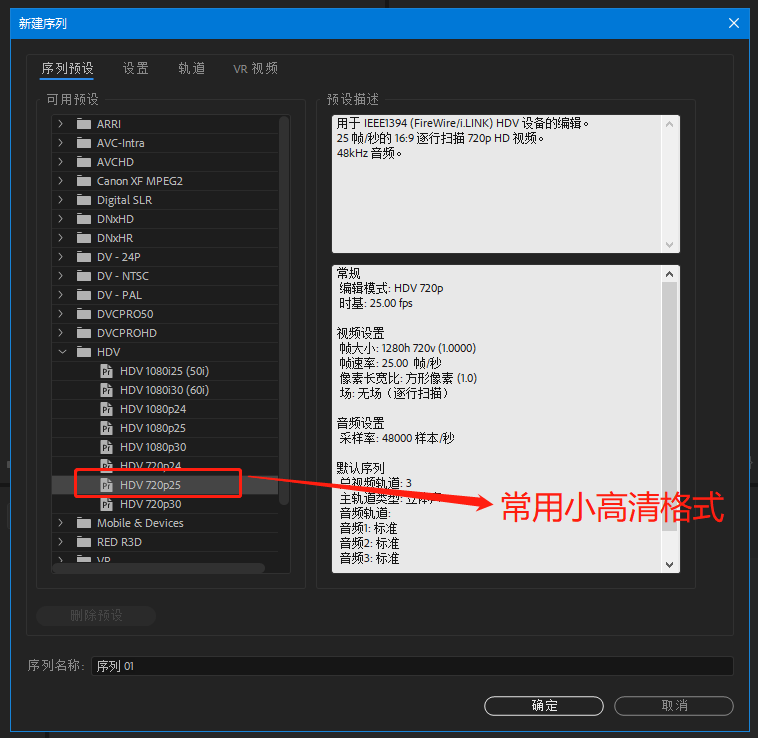 新建序列
序列预设 设置 轨道 VR 视频
可用预设
ARRI
AVC-Intra
AVCHD
Canon XF MPEG2
Digital SLR
DNxHD
DNxHR
DV - 24P
DV - NTSC
DV - PAL
DVCPRO50
DVCPROHD
HDV
HDV 1080i25 (50i)
HDV 1080i30 (60i)
HDV 1080p24
HDV 1080p25
HDV 1080p30
HDV 720p24
HDV 720p25
HDV 720p30
Mobile & Devices
RED R3D
VR
预设描述
用于 IEEE1394 (FireWire/i.LINK) HDV 设备的编辑。
25 帧/秒的 16:9 逐行扫描 720p HD 视频。
48kHz 音频。
常规
编辑模式: HDV 720p
时基: 25.00 fps
视频设置
帧大小: 1280h 720v (1.0000)
帧速率: 25.00 帧/秒
像素长宽比: 方形像素 (1.0)
场: 无场（逐行扫描）
音频设置
采样率: 48000 样本/秒
默认序列
总视频轨道: 3
主轨道类型: 立体声
音频轨道:
音频1: 标准
音频2: 标准
音频3: 标准
常用小高清格式
删除预设
序列名称: 序列 01
确定 取消